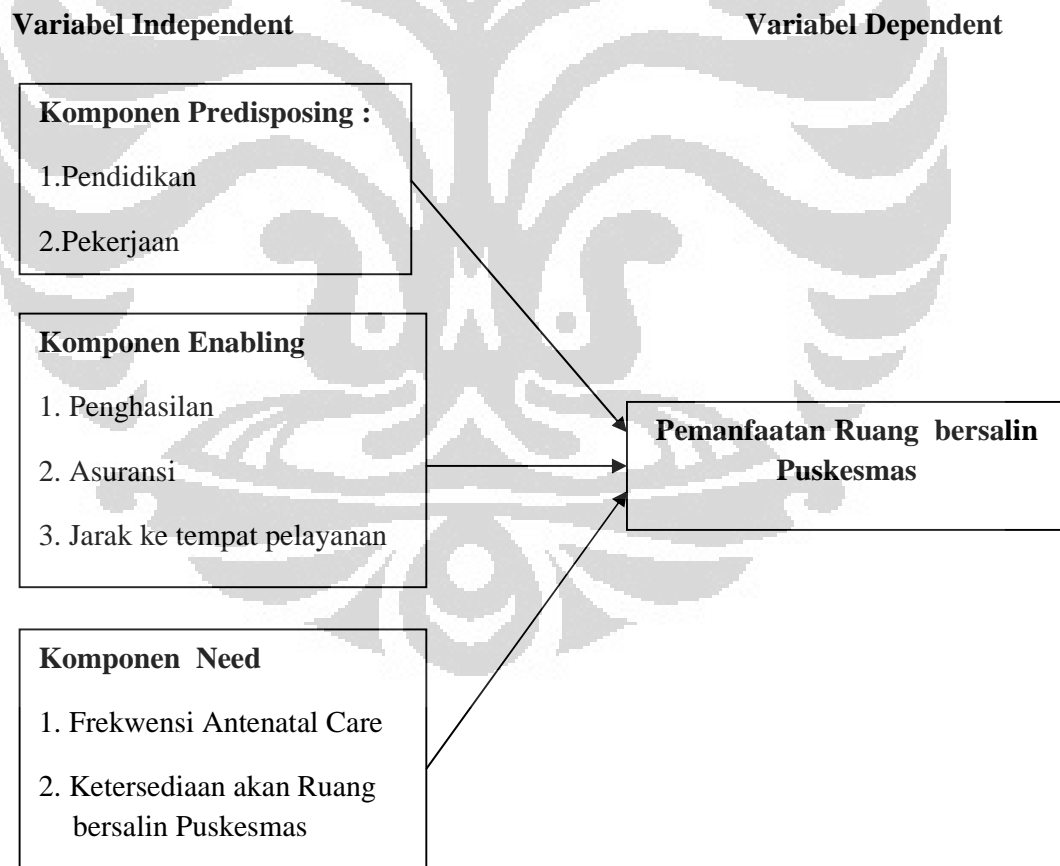 Variabel Independent
Variabel Dependent
Komponen Predisposing :
1.Pendidikan
2.Pekerjaan
Komponen Enabling
1. Penghasilan
2. Asuransi
3. Jarak ke tempat pelayanan
Pemanfaatan Ruang bersalin
Puskesmas
Komponen Need
1. Frekwensi Antenatal Care
2. Ketersediaan akan Ruang
bersalin Puskesmas